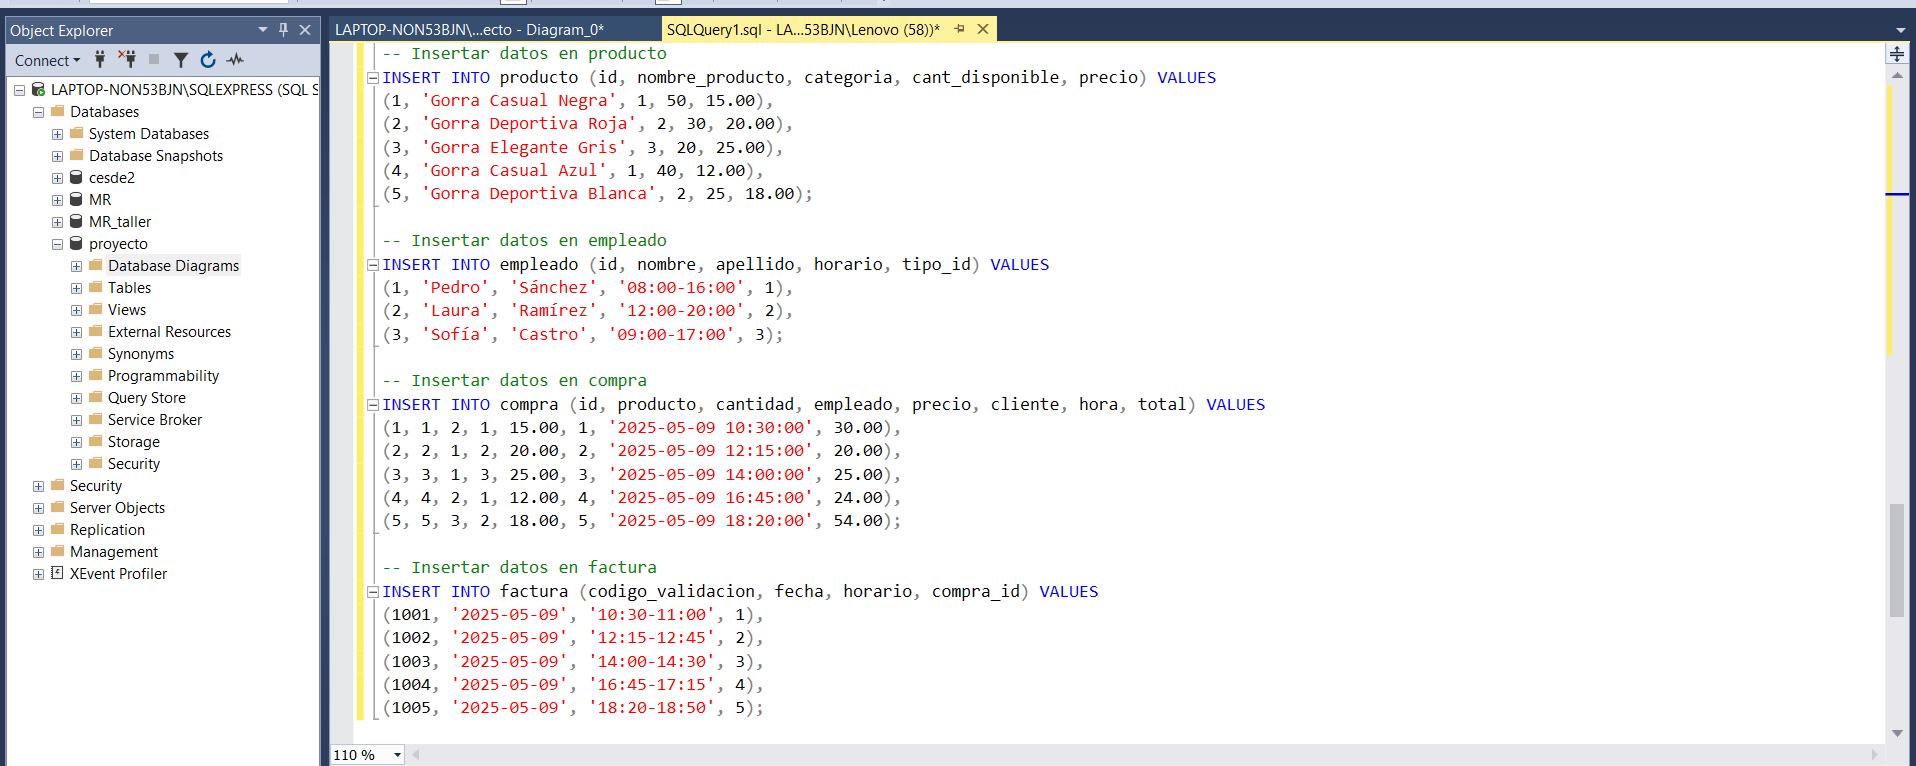 Object Explorer
Connect
LAPTOP-NON53BJN\SQLEXPRESS (SQL S
Databases
System Databases
Database Snapshots
cesde2
MR
MR_taller
proyecto
Database Diagrams
Tables
Views
External Resources
Synonyms
Programmability
Query Store
Service Broker
Storage
Security
Security
Server Objects
Replication
Management
XEvent Profiler
LAPTOP-NON53BJN\...ecto - Diagram_0*
SQLQuery1.sql - LA...53BJN\Lenovo (58))*
-- Insertar datos en producto
INSERT INTO producto (id, nombre_producto, categoria, cant_disponible, precio) VALUES
(1, 'Gorra Casual Negra', 1, 50, 15.00),
(2, 'Gorra Deportiva Roja', 2, 30, 20.00),
(3, 'Gorra Elegante Gris', 3, 20, 25.00),
(4, 'Gorra Casual Azul', 1, 40, 12.00),
(5, 'Gorra Deportiva Blanca', 2, 25, 18.00);
-- Insertar datos en empleado
INSERT INTO empleado (id, nombre, apellido, horario, tipo_id) VALUES
(1, 'Pedro', 'Sánchez', '08:00-16:00', 1),
(2, 'Laura', 'Ramírez', '12:00-20:00', 2),
(3, 'Sofía', 'Castro', '09:00-17:00', 3);
-- Insertar datos en compra
INSERT INTO compra (id, producto, cantidad, empleado, precio, cliente, hora, total) VALUES
(1, 1, 2, 1, 15.00, 1, '2025-05-09 10:30:00', 30.00),
(2, 2, 1, 2, 20.00, 2, '2025-05-09 12:15:00', 20.00),
(3, 3, 1, 3, 25.00, 3, '2025-05-09 14:00:00', 25.00),
(4, 4, 2, 1, 12.00, 4, '2025-05-09 16:45:00', 24.00),
(5, 5, 3, 2, 18.00, 5, '2025-05-09 18:20:00', 54.00);
-- Insertar datos en factura
INSERT INTO factura (codigo_validacion, fecha, horario, compra_id) VALUES
(1001, '2025-05-09', '10:30-11:00', 1),
(1002, '2025-05-09', '12:15-12:45', 2),
(1003, '2025-05-09', '14:00-14:30', 3),
(1004, '2025-05-09', '16:45-17:15', 4),
(1005, '2025-05-09', '18:20-18:50', 5);
110 %